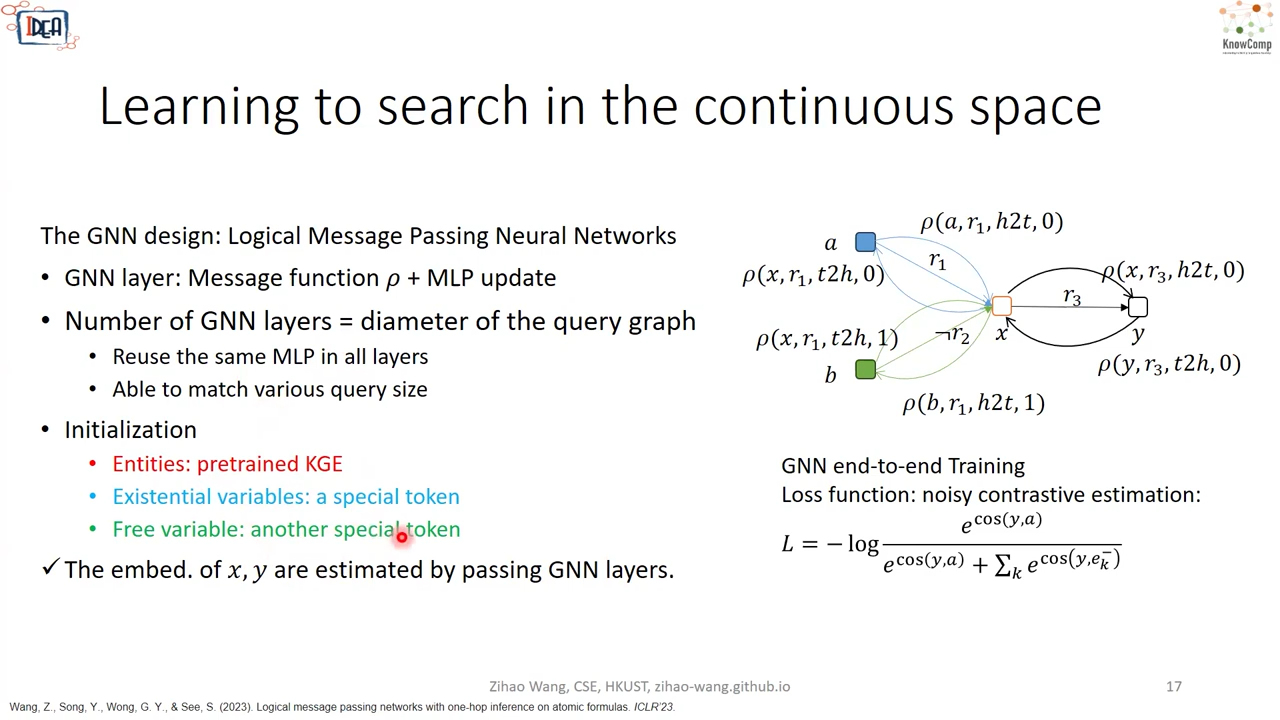 IDEA
KnowComp
Learning to search in the continuous space
The GNN design: Logical Message Passing Neural Networks
• GNN layer: Message function ρ + MLP update
• Number of GNN layers = diameter of the query graph
• Reuse the same MLP in all layers
• Able to match various query size
• Initialization
• Entities: pretrained KGE
• Existential variables: a special token
• Free variable: another special token
✓ The embed. of x, y are estimated by passing GNN layers.
ρ(a, r₁, h2t, 0)
a
r₁
ρ(x, r₁, t2h, 0)
ρ(x, r₃, h2t, 0)
r₃
ρ(x, r₁, t2h, 1)
¬r₂
x
y
b
ρ(y, r₃, t2h, 0)
ρ(b, r₁, h2t, 1)
GNN end-to-end Training
Loss function: noisy contrastive estimation:
L = − log e^cos(y,a) / (e^cos(y,a) + ∑ₖ e^cos(y,eₖ⁻))
Zihao Wang, CSE, HKUST, zihao-wang.github.io
17
Wang, Z., Song, Y., Wong, G. Y., & See, S. (2023). Logical message passing networks with one-hop inference on atomic formulas. ICLR'23.